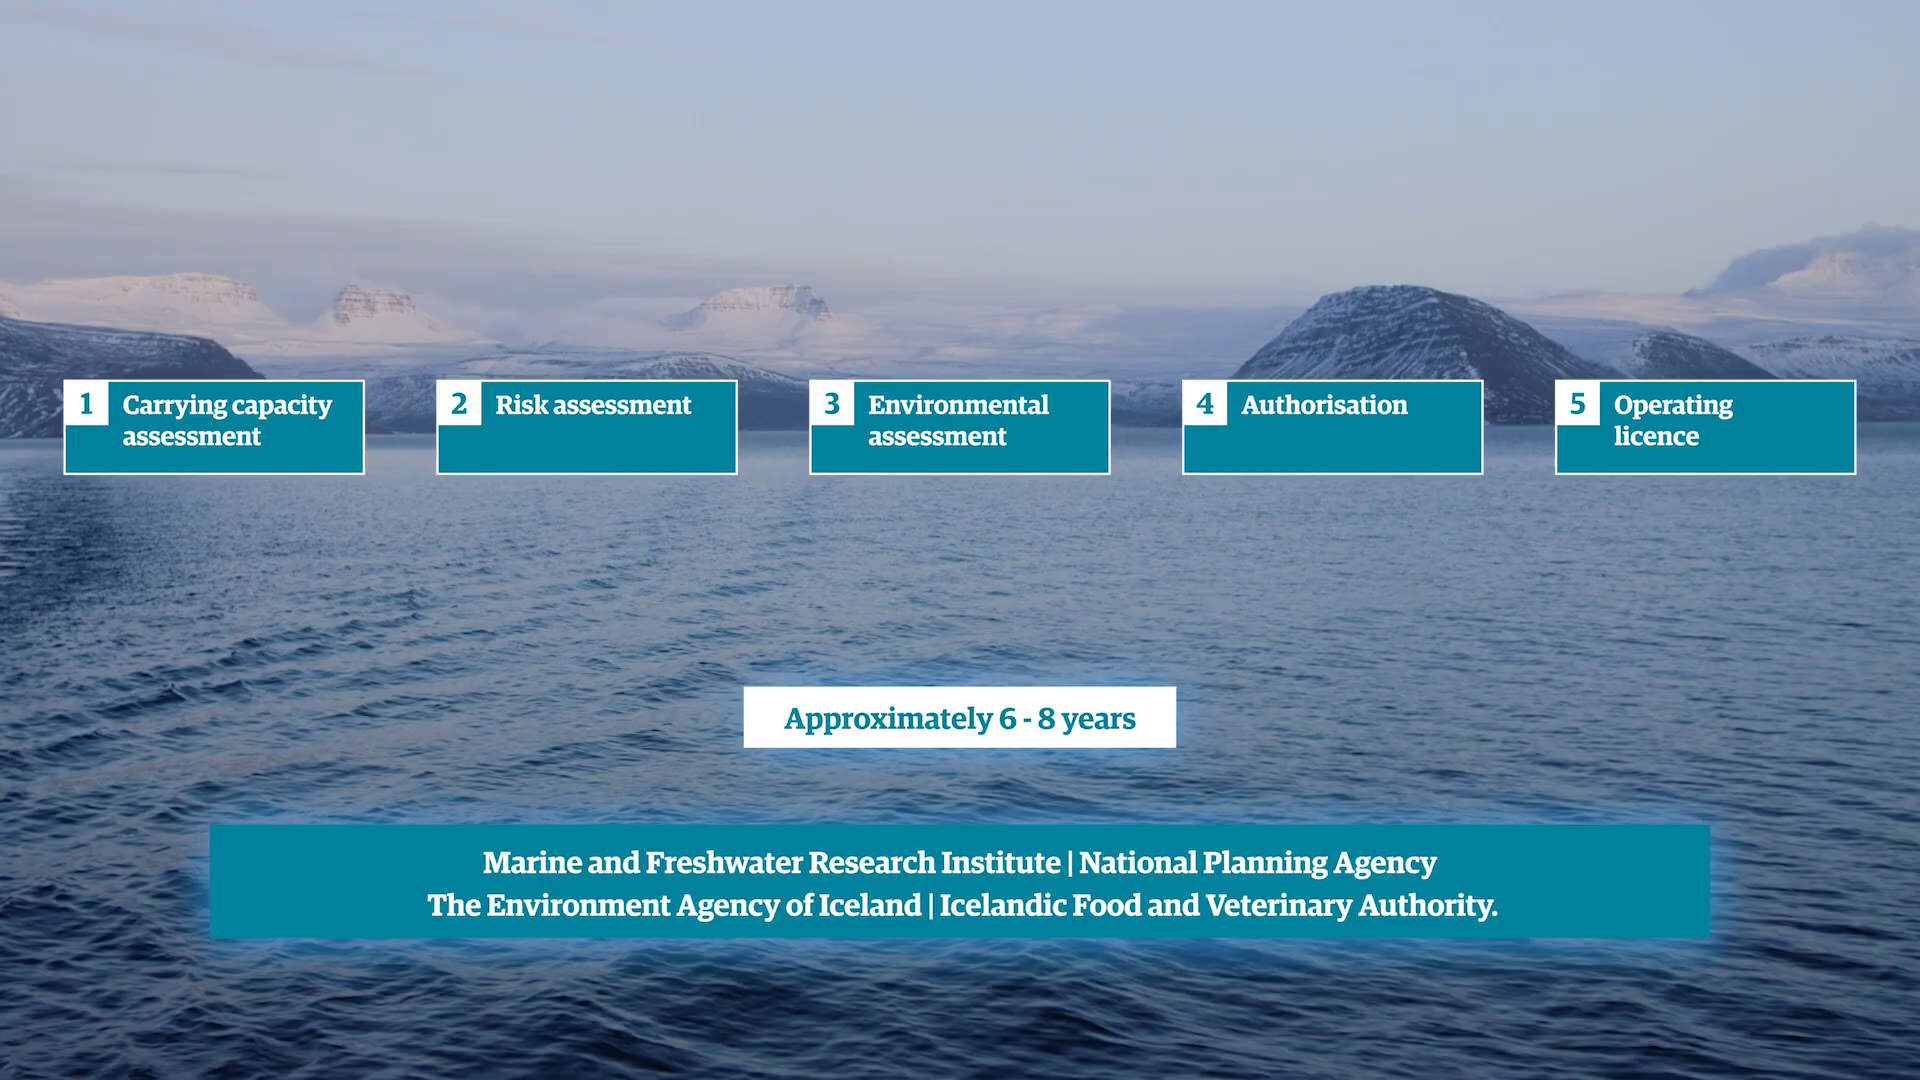 1 Carrying capacity
assessment
2 Risk assessment
3 Environmental
assessment
4 Authorisation
5 Operating
licence
Approximately 6 - 8 years
Marine and Freshwater Research Institute | National Planning Agency
The Environment Agency of Iceland | Icelandic Food and Veterinary Authority.